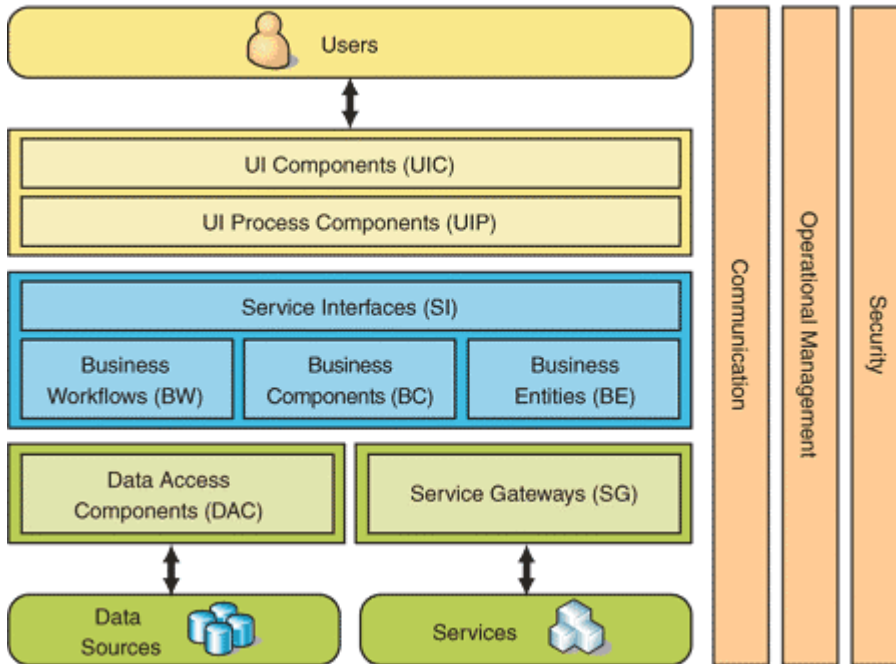 Users
UI Components (UIC)
UI Process Components (UIP)
Service Interfaces (SI)
Business
Workflows (BW)
Business
Components (BC)
Business
Entities (BE)
Data Access
Components (DAC)
Service Gateways (SG)
Data
Sources
Services
Communication
Operational Management
Security